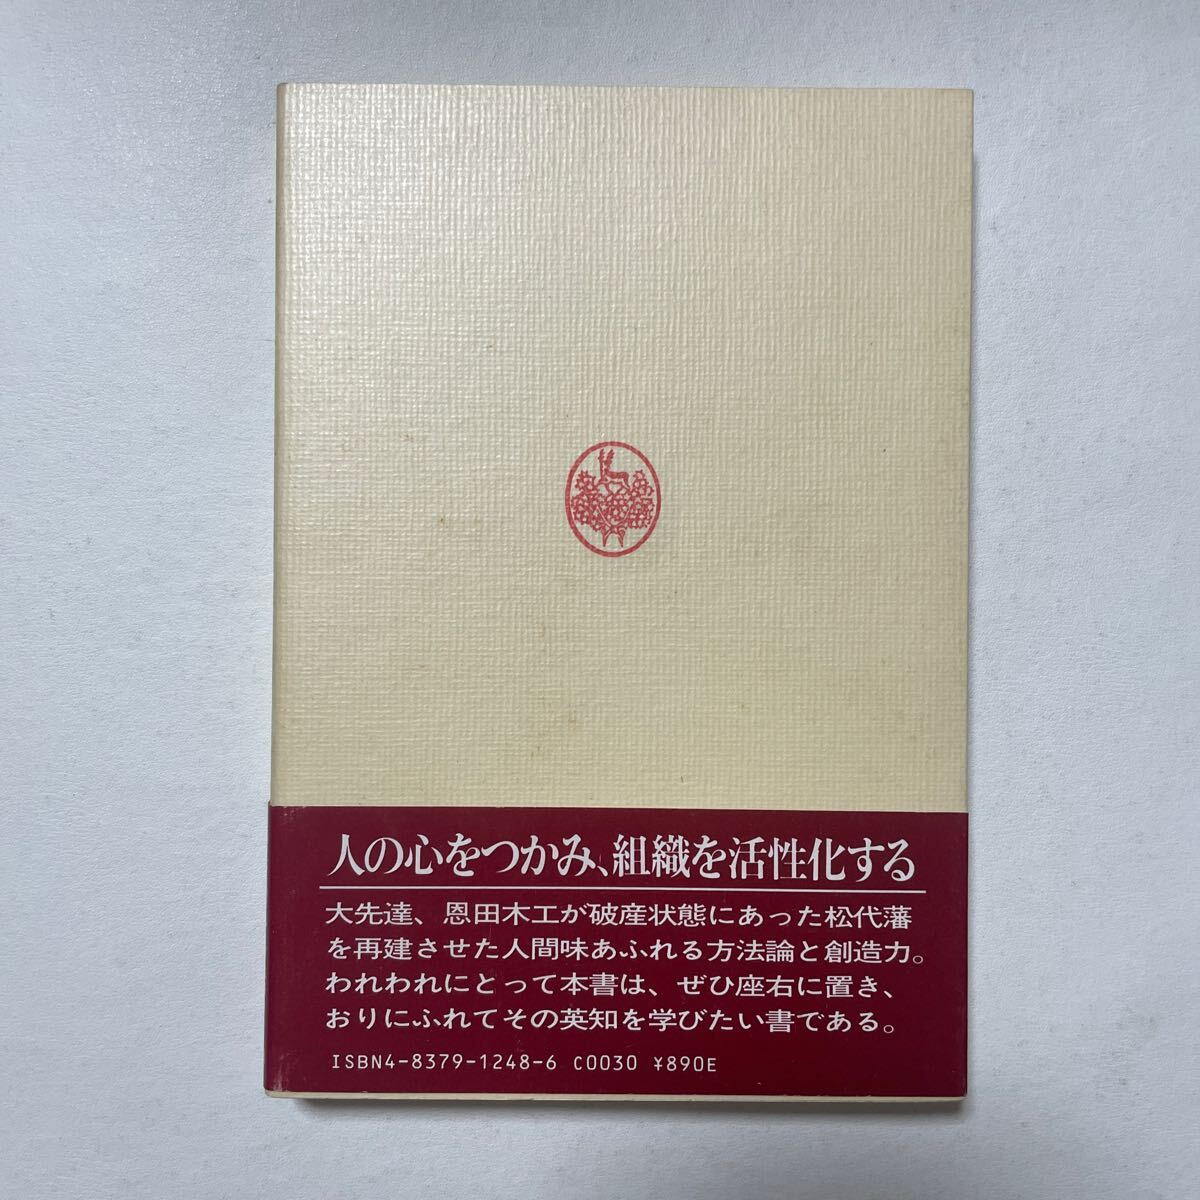 人の心をつかみ、組織を活性化する
大先達、恩田木工が破産状態にあった松代藩
を再建させた人間味あふれる方法論と創造力。
われわれにとって本書は、ぜひ座右に置き、
おりにふれてその英知を学びたい書である。
ISBN4-8379-1248-6 C0030 ¥890E